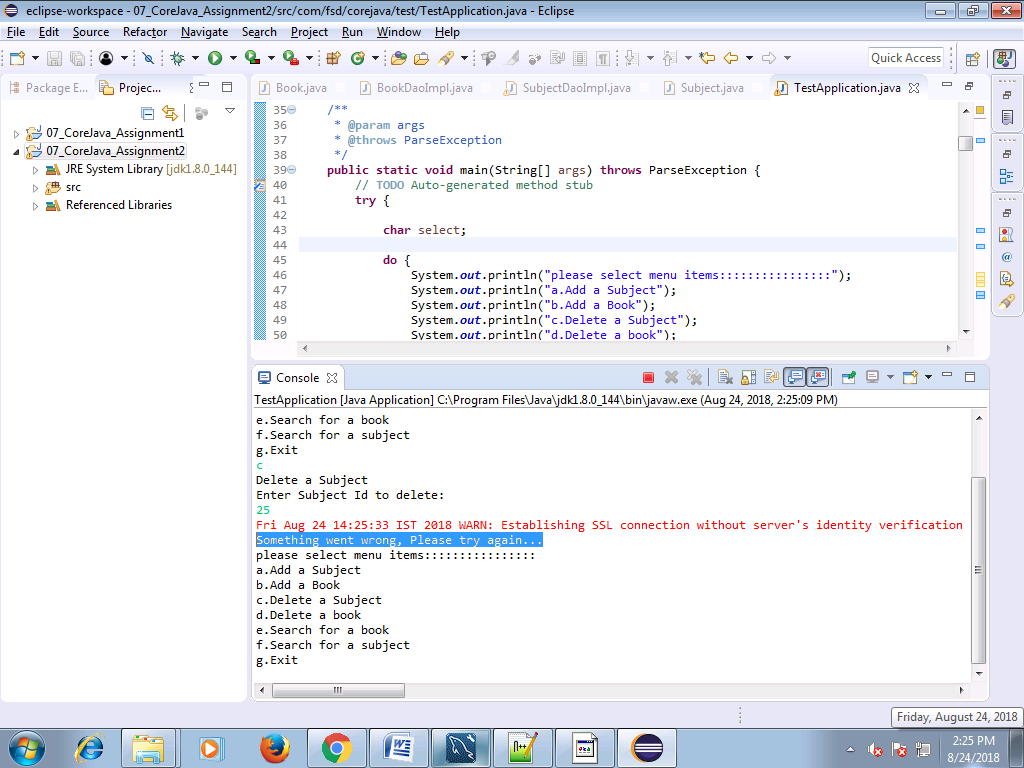 eclipse-workspace - 07_CoreJava_Assignment2/src/com/fsd/corejava/test/TestApplication.java - Eclipse
File Edit Source Refactor Navigate Search Project Run Window Help
Quick Access
Package E... Projec...
Book.java BookDaoImpl.java SubjectDaoImpl.java Subject.java TestApplication.java
07_CoreJava_Assignment1
07_CoreJava_Assignment2
JRE System Library [jdk1.8.0_144]
src
Referenced Libraries
35 /**
36 * @param args
37 * @throws ParseException
38 */
39 public static void main(String[] args) throws ParseException {
40 // TODO Auto-generated method stub
41 try {
42
43 char select;
44
45 do {
46 System.out.println("please select menu items::::::::::::::::");
47 System.out.println("a.Add a Subject");
48 System.out.println("b.Add a Book");
49 System.out.println("c.Delete a Subject");
50 System.out.println("d.Delete a book");
Console
TestApplication [Java Application] C:\Program Files\Java\jdk1.8.0_144\bin\javaw.exe (Aug 24, 2018, 2:25:09 PM)
e.Search for a book
f.Search for a subject
g.Exit
c
Delete a Subject
Enter Subject Id to delete:
25
Fri Aug 24 14:25:33 IST 2018 WARN: Establishing SSL connection without server's identity verification
Something went wrong, Please try again...
please select menu items::::::::::::::::
a.Add a Subject
b.Add a Book
c.Delete a Subject
d.Delete a book
e.Search for a book
f.Search for a subject
g.Exit
Friday, August 24, 2018
2:25 PM
8/24/2018